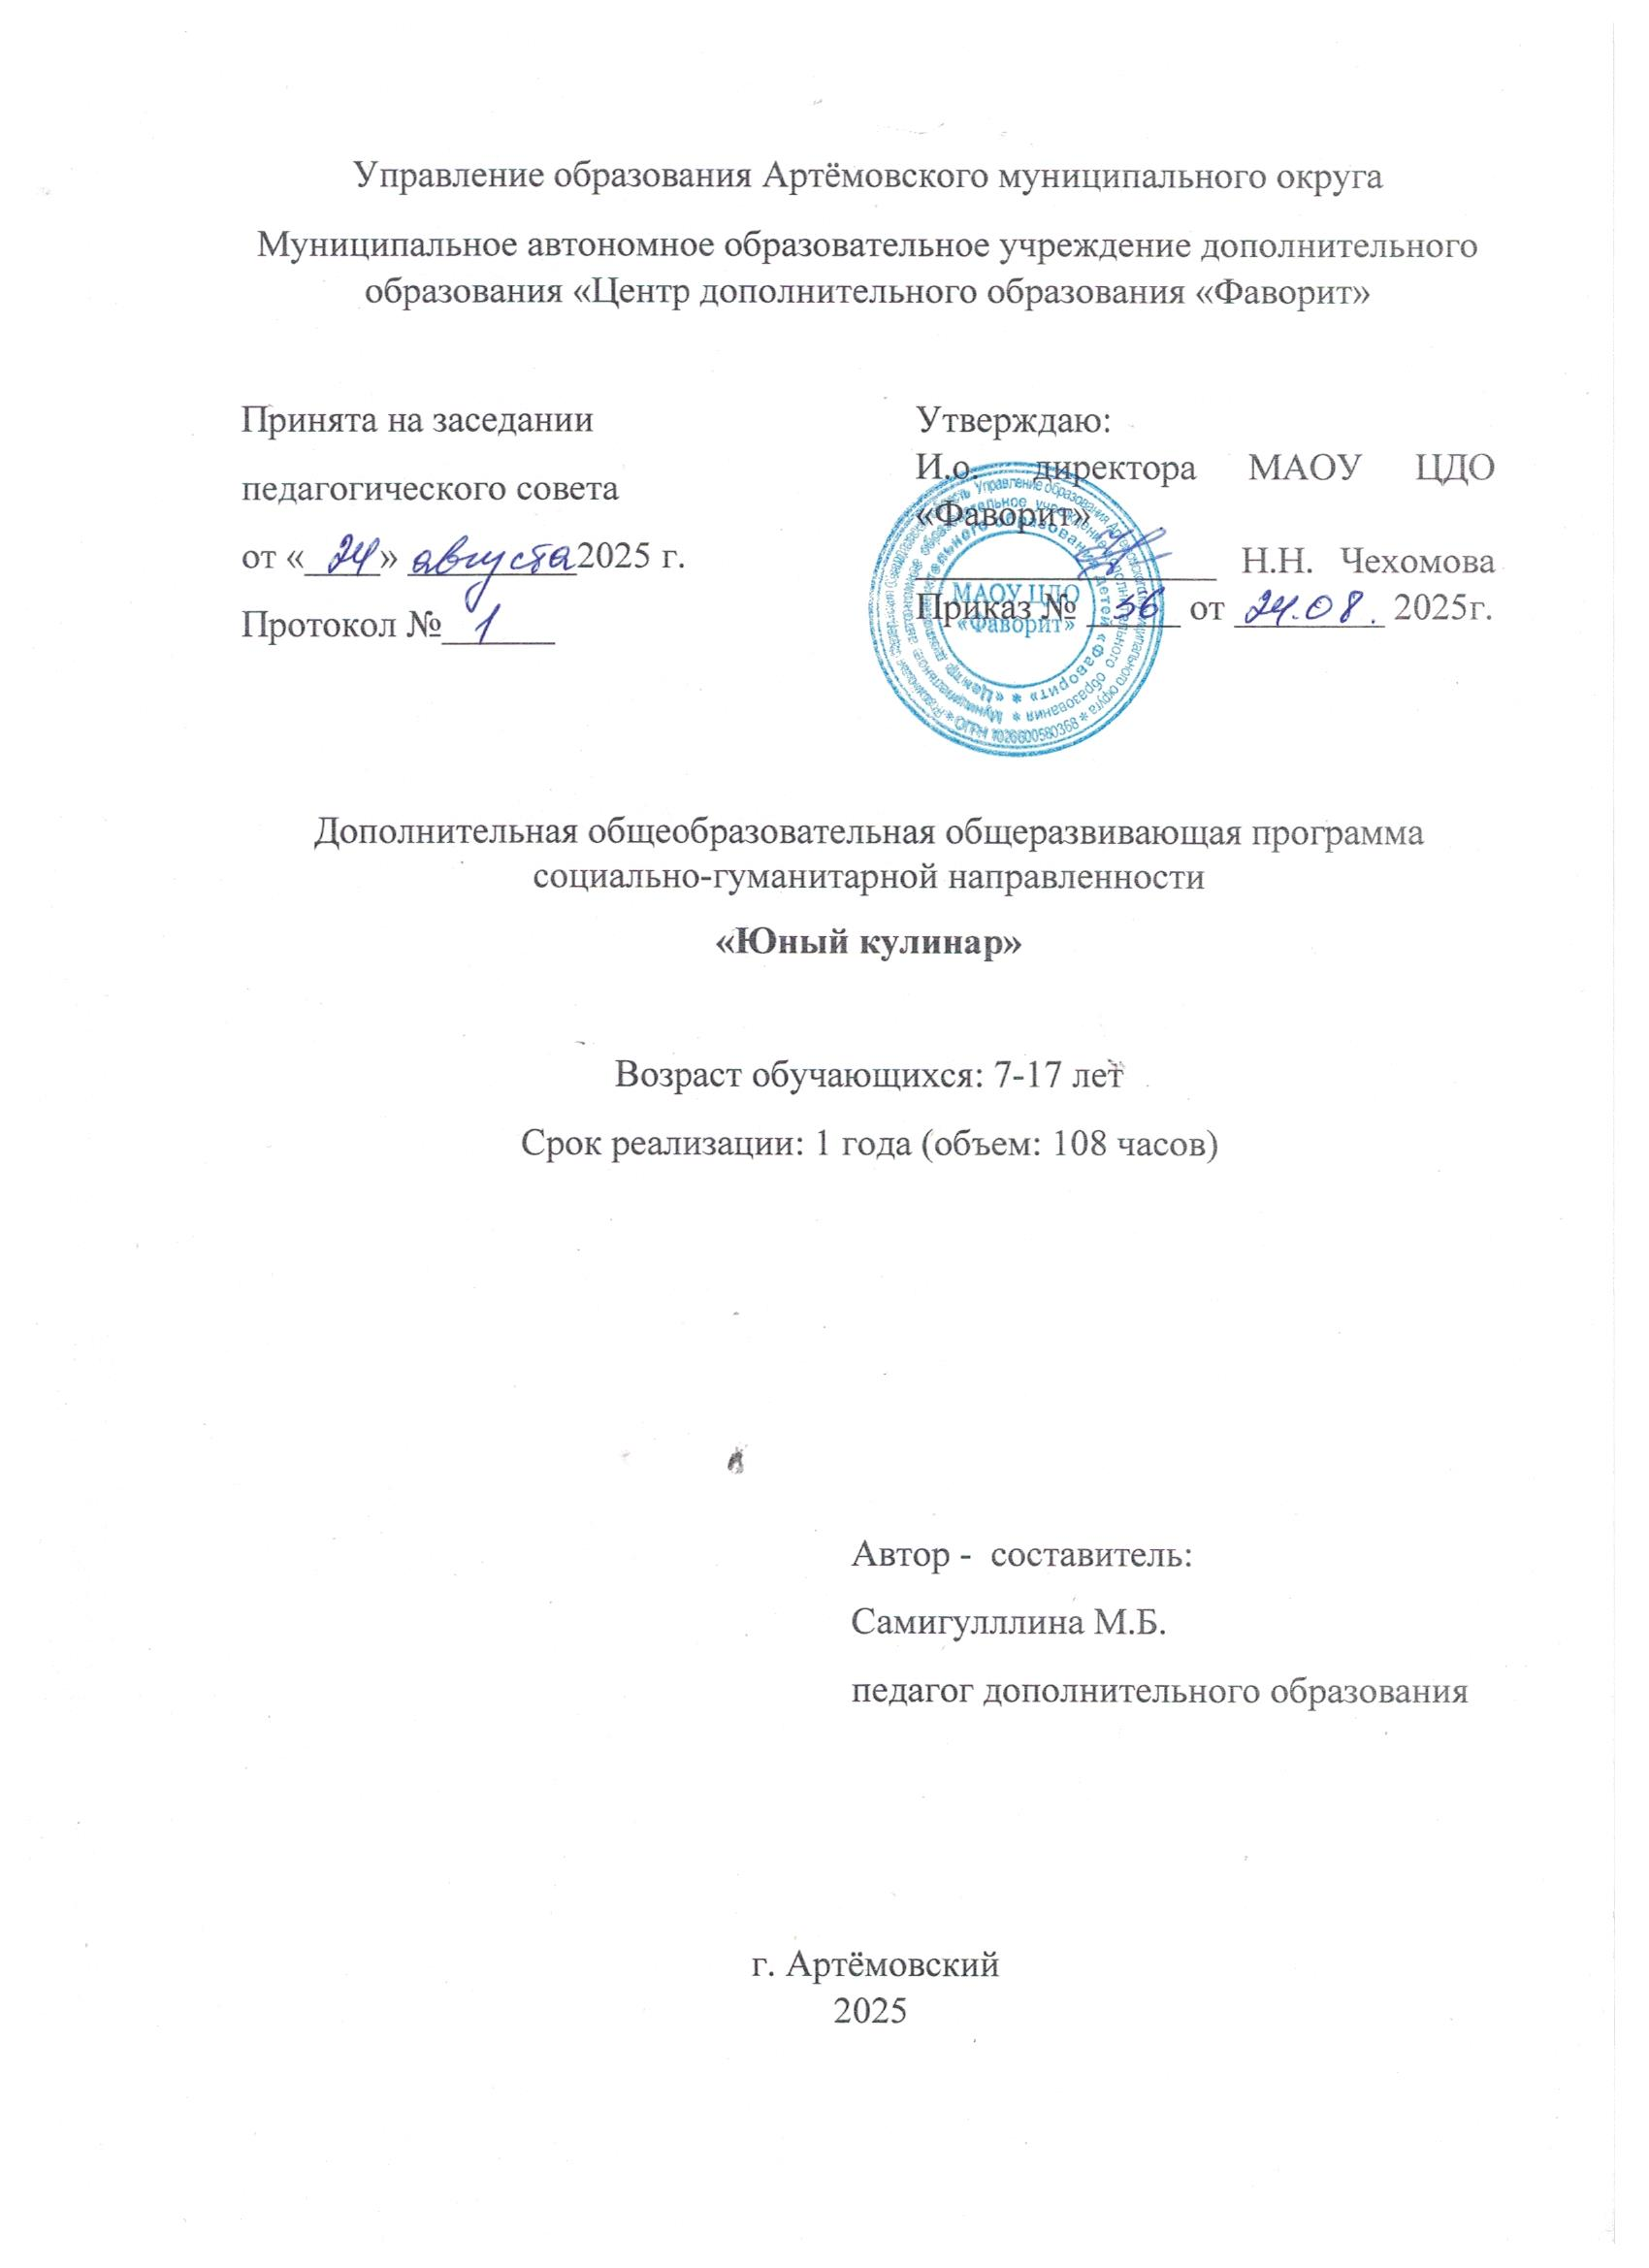 Управление образования Артёмовского муниципального округа
Муниципальное автономное образовательное учреждение дополнительного
образования «Центр дополнительного образования «Фаворит»
Принята на заседании
педагогического совета
от «24» августа 2025 г.
Протокол № 1
Утверждаю:
И.о. директора МАОУ ЦДО
«Фаворит»
Н.Н. Чехомова
Приказ № 56 от 24.08. 2025г.
МАОУ ЦДО
«Фаворит»
Дополнительная общеобразовательная общеразвивающая программа
социально-гуманитарной направленности
«Юный кулинар»
Возраст обучающихся: 7-17 лет
Срок реализации: 1 года (объем: 108 часов)
Автор - составитель:
Самигулллина М.Б.
педагог дополнительного образования
г. Артёмовский
2025